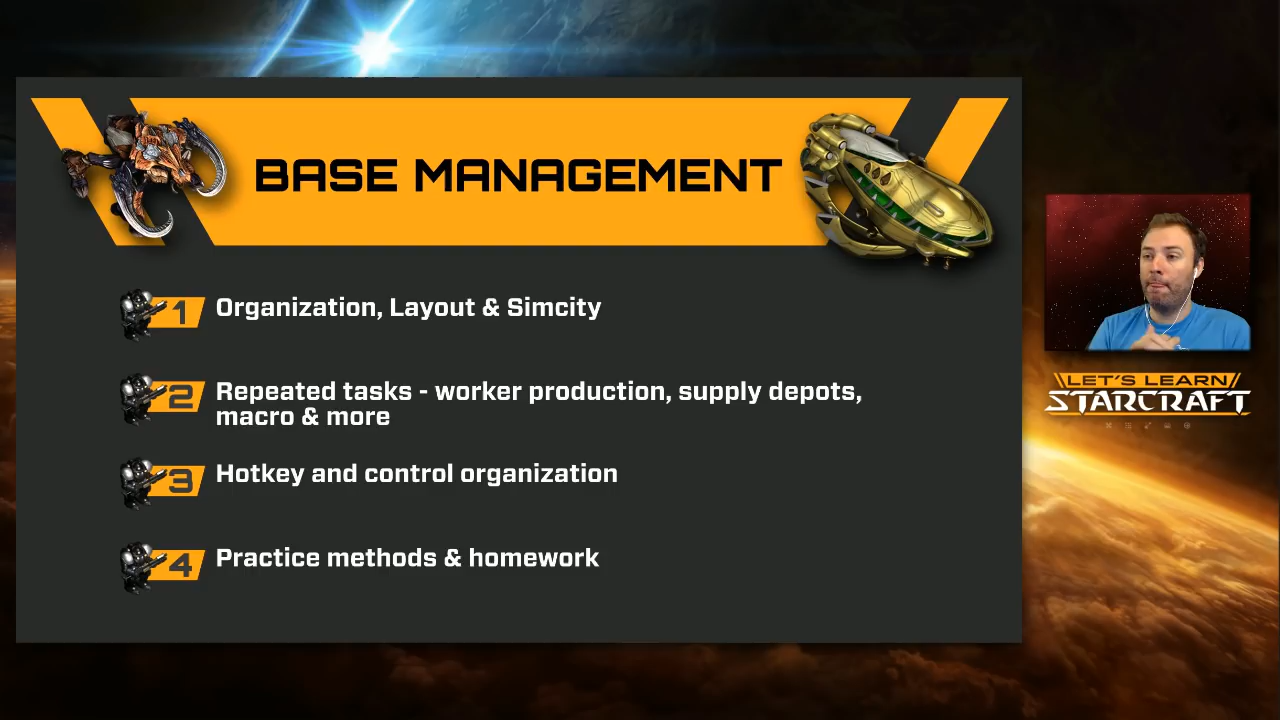 BASE MANAGEMENT
1 Organization, Layout & Simcity
2 Repeated tasks - worker production, supply depots,
macro & more
3 Hotkey and control organization
4 Practice methods & homework
LET'S LEARN
STARCRAFT